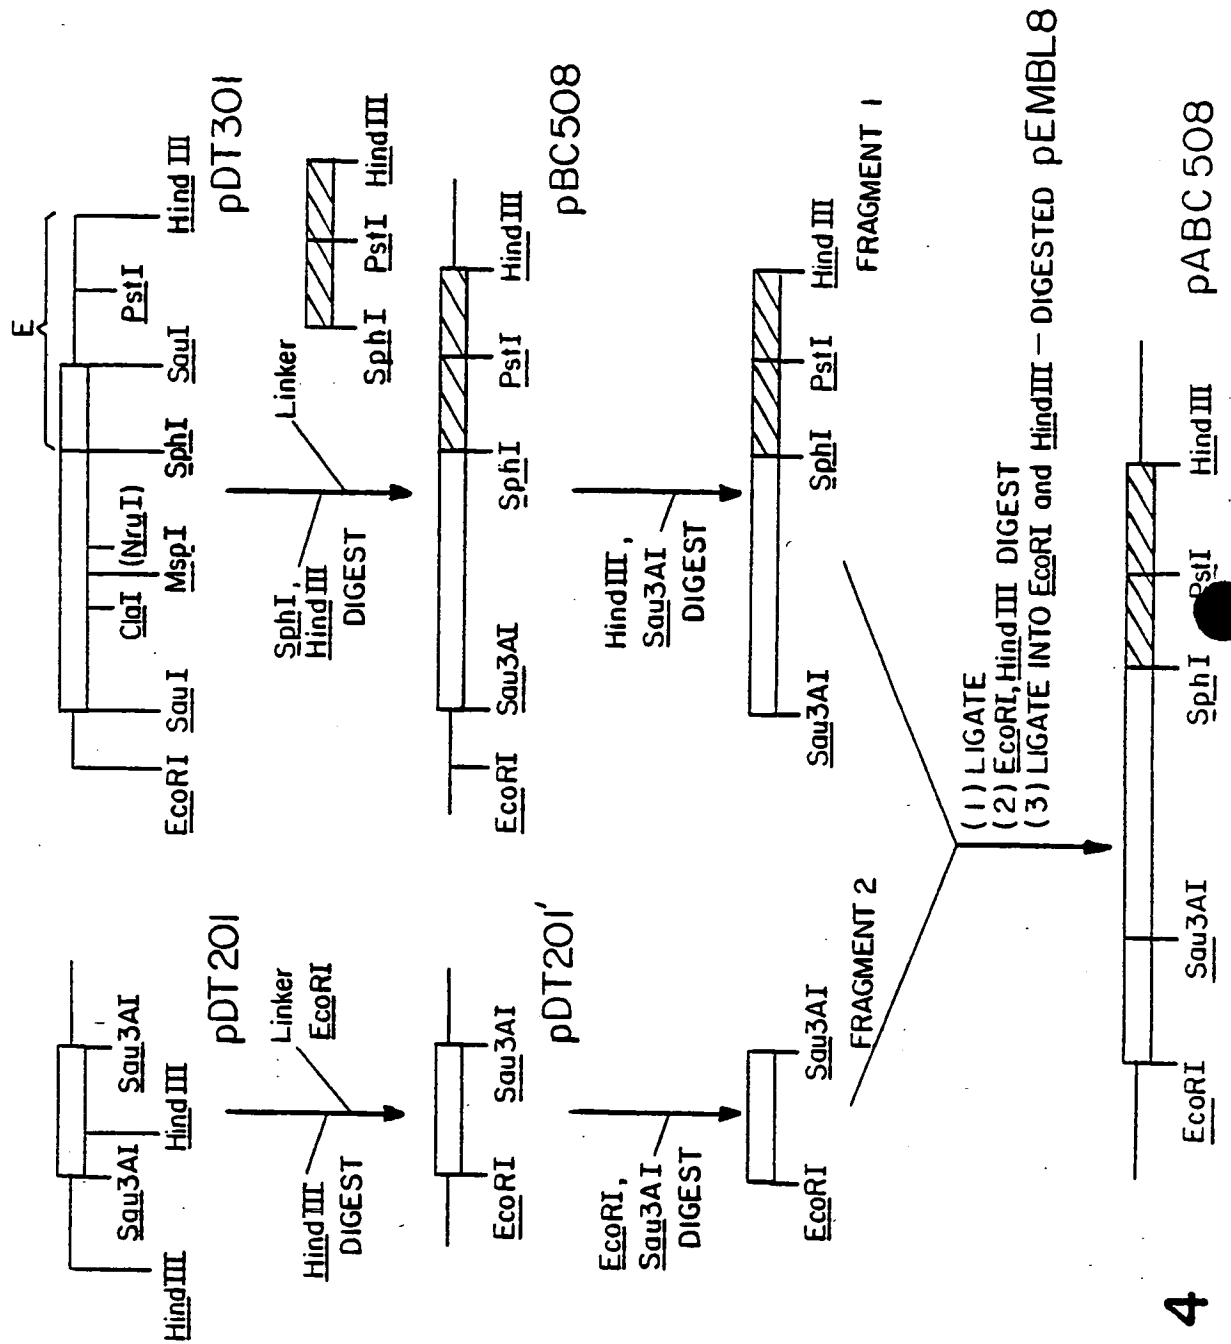 E
HindIII Sau3AI HindIII Sau3AI
pDT201
EcoRI SauI ClaI MspI (NruI) SphI SauI PstI Hind III
pDT301
HindIII
DIGEST
Linker
EcoRI
SphI,
HindIII
DIGEST
Linker
SphI PstI HindIII
EcoRI Sau3AI
pDT201'
EcoRI Sau3AI SphI PstI HindIII
pBC508
EcoRI,
Sau3AI
DIGEST
HindIII,
Sau3AI
DIGEST
EcoRI Sau3AI
FRAGMENT 2
Sau3AI SphI PstI HindIII
FRAGMENT 1
(1) LIGATE
(2) EcoRI, HindIII DIGEST
(3) LIGATE INTO EcoRI and HindIII - DIGESTED pEMBL8
EcoRI Sau3AI SphI PstI HindIII
pABC508
4